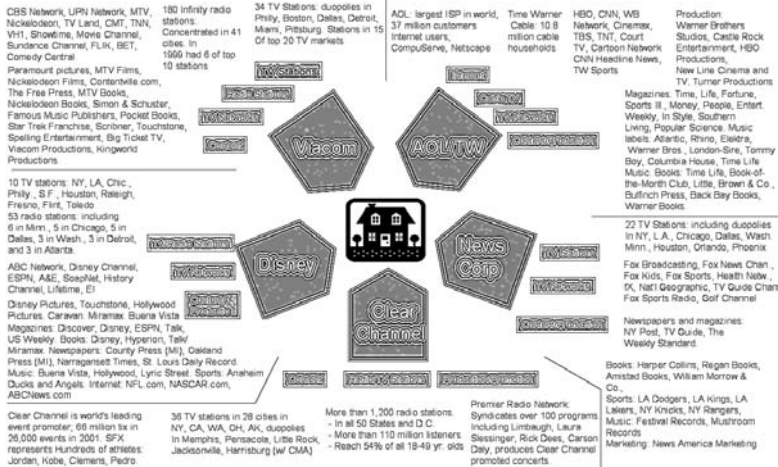 CBS Network, UPN Network, MTV,
Nickelodeon, TV Land, CMT, TNN,
VH1, Showtime, Movie Channel,
Sundance Channel, FLIK, BET,
Comedy Central
Paramount pictures, MTV Films,
Nickelodeon Films, Contentville.com,
The Free Press, MTV Books,
Nickelodeon Books, Simon & Schuster,
Famous Music Publishers, Pocket Books,
Star Trek Franchise, Scribner, Touchstone,
Spelling Entertainment, Big Ticket TV,
Viacom Productions, Kingworld
Productions
180 Infinity radio
stations:
Concentrated in 41
cities. In
1999 had 6 of top
10 stations
34 TV Stations: duopolies in
Philly, Boston, Dallas, Detroit,
Miami, Pittsburg. Stations in 15
Of top 20 TV markets
AOL: largest ISP in world,
37 million customers
Internet users,
CompuServe, Netscape
Time Warner
Cable: 10.8
million cable
households
HBO, CNN, WB
Network, Cinemax,
TBS, TNT, Court
TV, Cartoon Network
CNN Headline News,
TW Sports
Production:
Warner Brothers
Studios, Castle Rock
Entertainment, HBO
Productions,
New Line Cinema and
TV, Turner Productions
Magazines: Time, Life, Fortune,
Sports Ill., Money, People, Entert.
Weekly, In Style, Southern
Living, Popular Science. Music
labels: Atlantic, Rhino, Elektra,
Warner Bros., London-Sire, Tommy
Boy, Columbia House, Time Life
Music. Books: Time Life, Book-of-
the-Month Club, Little, Brown & Co.,
Bulfinch Press, Back Bay Books,
Warner Books.
TV Stations
Viacom
AOL/TW
10 TV stations: NY, LA, Chic.,
Philly., S.F., Houston, Raleigh,
Fresno, Flint, Toledo
53 radio stations: including
6 in Minn., 5 in Chicago, 5 in
Dallas, 3 in Wash., 3 in Detroit,
and 3 in Atlanta.
ABC Network, Disney Channel,
ESPN, A&E, SoapNet, History
Channel, Lifetime, E!
Disney Pictures, Touchstone, Hollywood
Pictures. Caravan. Miramax. Buena Vista
Magazines: Discover, Disney, ESPN, Talk,
US Weekly. Books: Disney, Hyperion, Talk/
Miramax. Newspapers: County Press (MI), Oakland
Press (MI), Narragansett Times, St. Louis Daily Record.
Music: Buena Vista, Hollywood, Lyric Street. Sports: Anaheim
Ducks and Angels. Internet: NFL.com, NASCAR.com,
ABCNews.com
Disney
News
Corp
Clear
Channel
22 TV Stations: including duopolies
In NY, L.A., Chicago, Dallas, Wash.
Minn., Houston, Orlando, Phoenix
Fox Broadcasting, Fox News Chan.,
Fox Kids, Fox Sports, Health Netw.,
fX, Nat'l Geographic, TV Guide Chan
Fox Sports Radio, Golf Channel
Newspapers and magazines:
NY Post, TV Guide, The
Weekly Standard.
Books: Harper Collins, Regan Books,
Amistad Books, William Morrow &
Co.,
Sports: LA Dodgers, LA Kings, LA
Lakers, NY Knicks, NY Rangers,
Music: Festival Records, Mushroom
Records
Marketing: News America Marketing
Clear Channel is world's leading
event promoter; 66 million tix in
26,000 events in 2001. SFX
represents Hundreds of athletes:
Jordan, Kobe, Clemens, Pedro.
36 TV stations in 28 cities in
NY, CA, WA, OH, AK, duopolies
In Memphis, Pensacola, Little Rock,
Jacksonville, Harrisburg (w/ CMA)
More than 1,200 radio stations.
- In all 50 States and D.C.
- More than 110 million listeners
- Reach 54% of all 18-49 yr. olds
Premier Radio Network:
Syndicates over 100 programs
Including Limbaugh, Laura
Slessinger, Rick Dees, Carson
Daly, produces Clear Channel
promoted concerts.